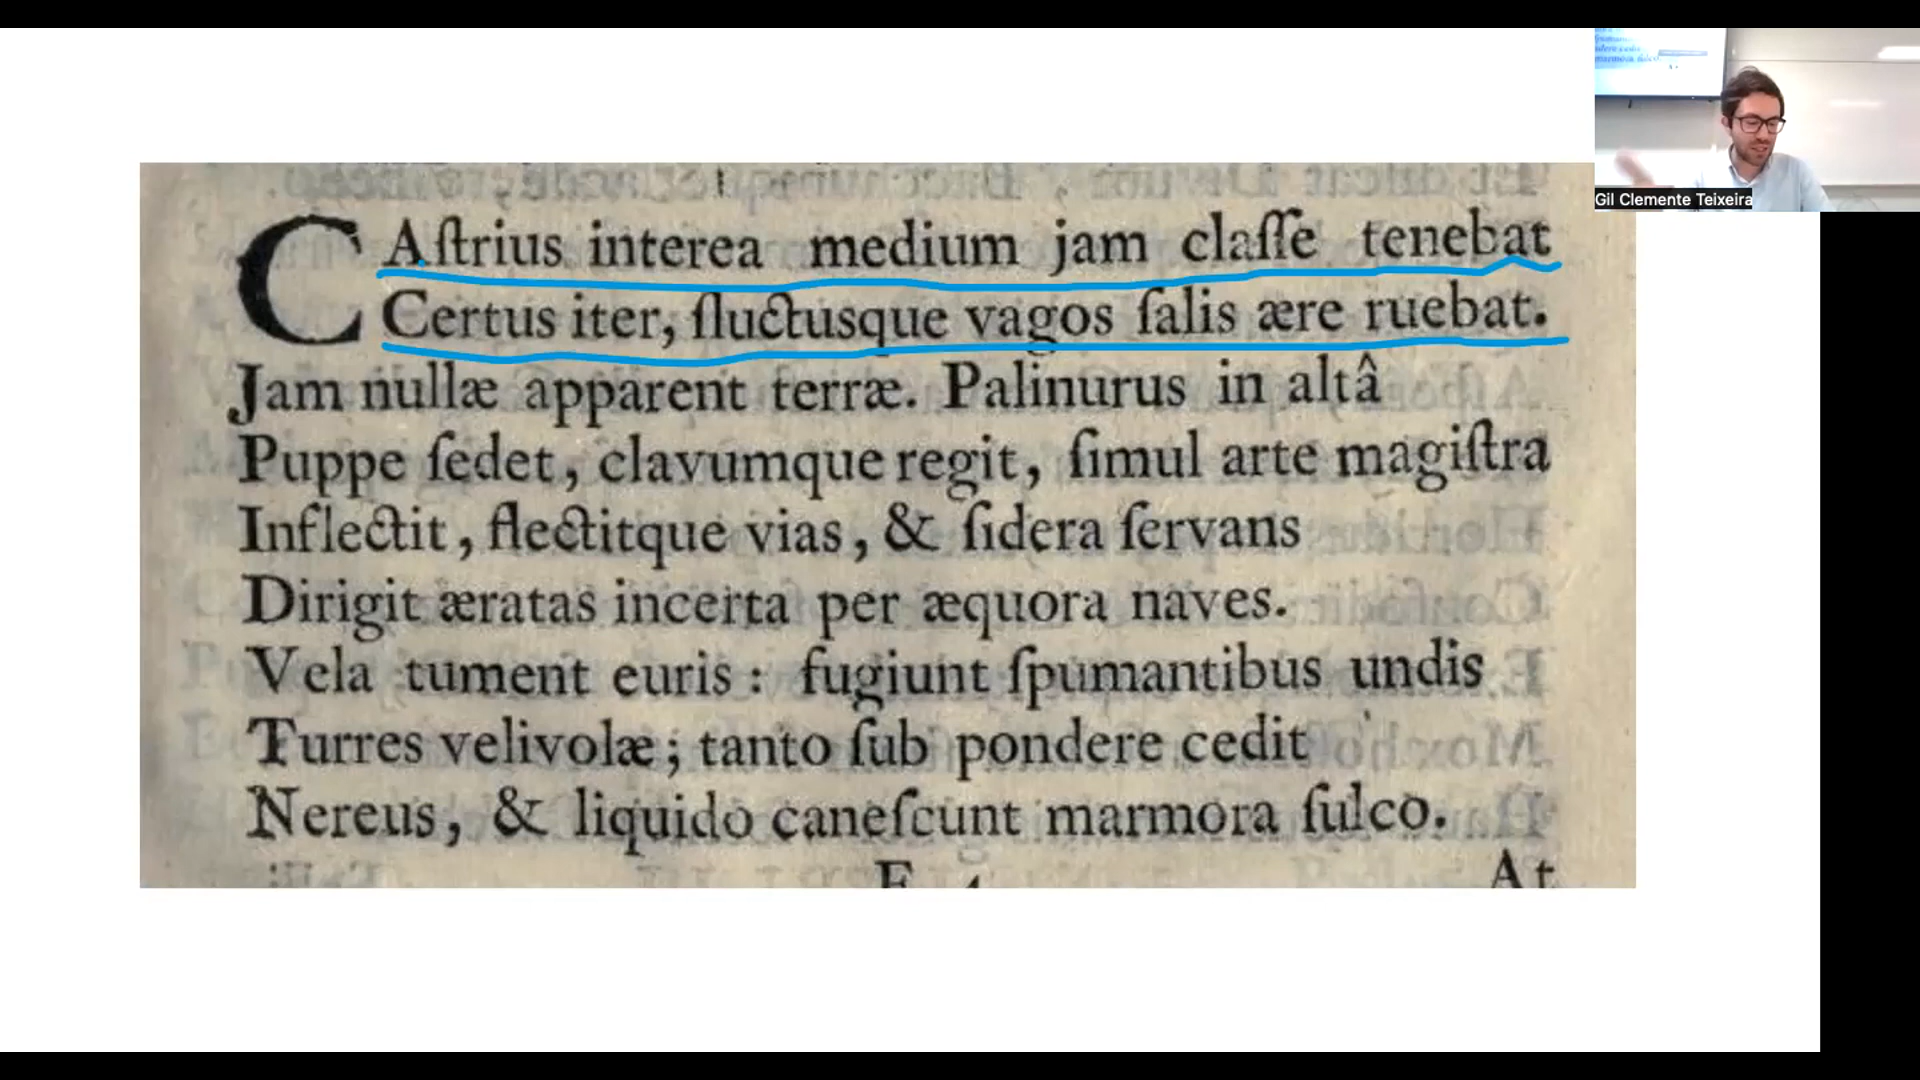 CAſtrius interea medium jam claſſe tenebat
Certus iter, fluctusque vagos ſalis ære ruebat.
Jam nullæ apparent terræ. Palinurus in altâ
Puppe ſedet, clavumque regit, ſimul arte magiſtra
Inflectit, flectitque vias, & ſidera ſervans
Dirigit æratas incerta per æquora naves.
Vela tument euris: fugiunt ſpumantibus undis
Turres velivolæ; tanto ſub pondere cedit
Nereus, & liquido caneſcunt marmora ſulco.
At
Gil Clemente Teixeira